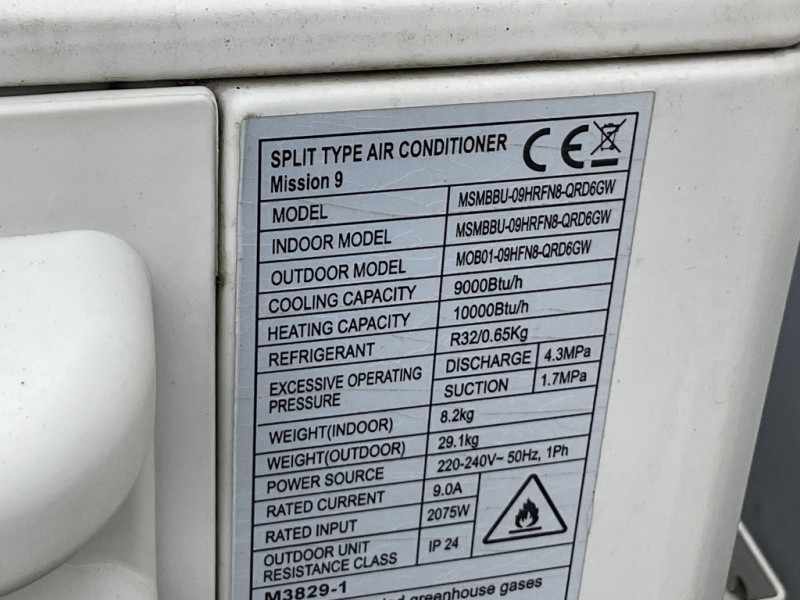 SPLIT TYPE AIR CONDITIONER
Mission 9
MODEL MSMBBU-09HRFN8-QRD6GW
INDOOR MODEL MSMBBU-09HRFN8-QRD6GW
OUTDOOR MODEL MOB01-09HFN8-QRD6GW
COOLING CAPACITY 9000Btu/h
HEATING CAPACITY 10000Btu/h
REFRIGERANT R32/0.65Kg
EXCESSIVE OPERATING PRESSURE DISCHARGE 4.3MPa
SUCTION 1.7MPa
WEIGHT(INDOOR) 8.2kg
WEIGHT(OUTDOOR) 29.1kg
POWER SOURCE 220-240V~ 50Hz, 1Ph
RATED CURRENT 9.0A
RATED INPUT 2075W
OUTDOOR UNIT
RESISTANCE CLASS IP 24
M3829-1
greenhouse gases